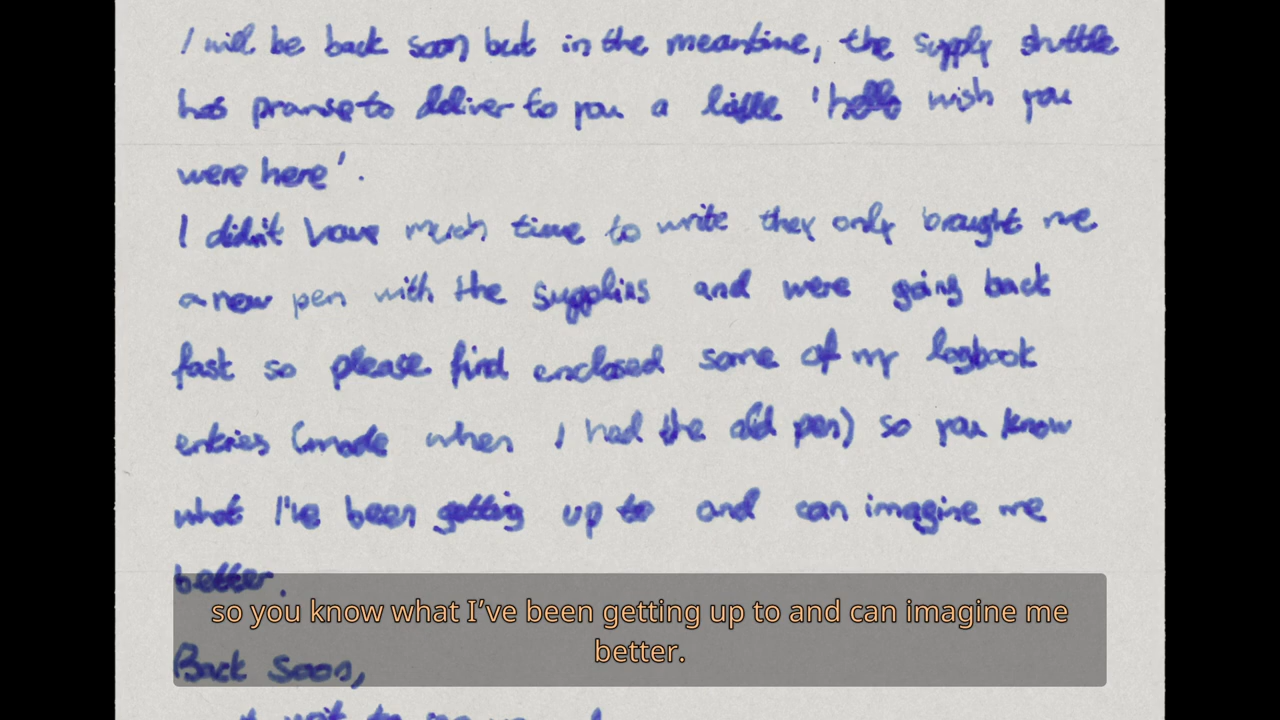 I will be back soon but in the meantime, the supply shuttle
has promise to deliver to you a little 'hello wish you
were here'.
I didn't have much time to write they only brought me
a new pen with the supplies and were going back
fast so please find enclosed some of my logbook
entries (made when I had the old pen) so you know
what I've been getting up to and can imagine me
better.
so you know what I’ve been getting up to and can imagine me
better.
Back soon,